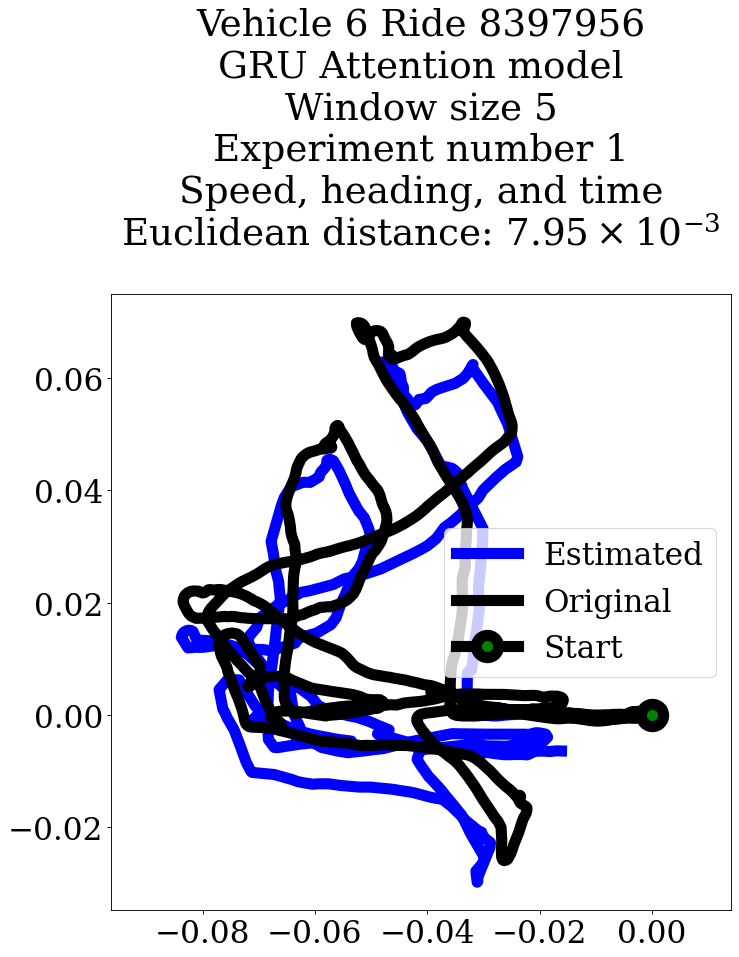 Vehicle 6 Ride 8397956
GRU Attention model
Window size 5
Experiment number 1
Speed, heading, and time
Euclidean distance: 7.95 × 10⁻³
0.06
0.04
0.02
0.00
−0.02
Estimated
Original
Start
−0.08 −0.06 −0.04 −0.02 0.00